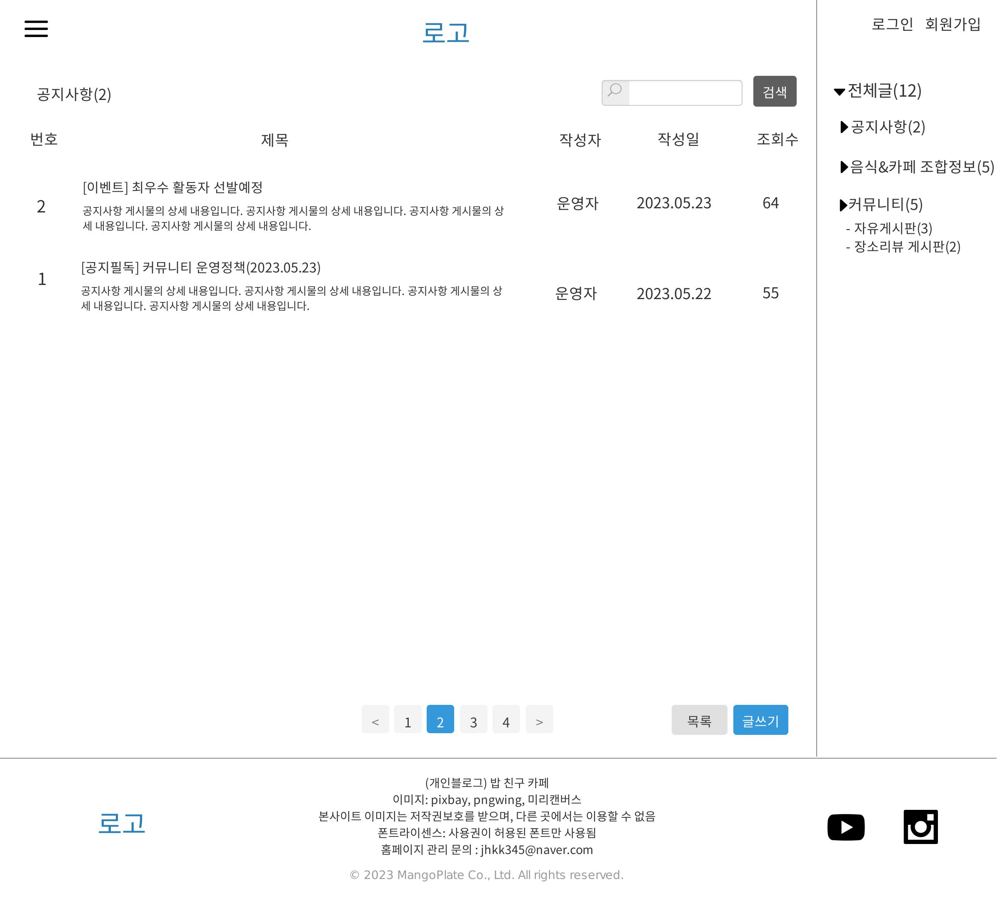 로고
로그인 회원가입
공지사항(2)
검색
번호 제목 작성자 작성일 조회수
[이벤트] 최우수 활동자 선발예정
2
공지사항 게시물의 상세 내용입니다. 공지사항 게시물의 상세 내용입니다. 공지사항 게시물의 상
세 내용입니다. 공지사항 게시물의 상세 내용입니다.
운영자 2023.05.23 64
[공지필독] 커뮤니티 운영정책(2023.05.23)
1
공지사항 게시물의 상세 내용입니다. 공지사항 게시물의 상세 내용입니다. 공지사항 게시물의 상
세 내용입니다. 공지사항 게시물의 상세 내용입니다.
운영자 2023.05.22 55
전체글(12)
공지사항(2)
음식&카페 조합정보(5)
커뮤니티(5)
- 자유게시판(3)
- 장소리뷰 게시판(2)
< 1 2 3 4 >
목록 글쓰기
로고
(개인블로그) 밥 친구 카페
이미지: pixbay, pngwing, 미리캔버스
본사이트 이미지는 저작권보호를 받으며, 다른 곳에서는 이용할 수 없음
폰트라이센스: 사용권이 허용된 폰트만 사용됨
홈페이지 관리 문의 : jhkk345@naver.com
© 2023 MangoPlate Co., Ltd. All rights reserved.